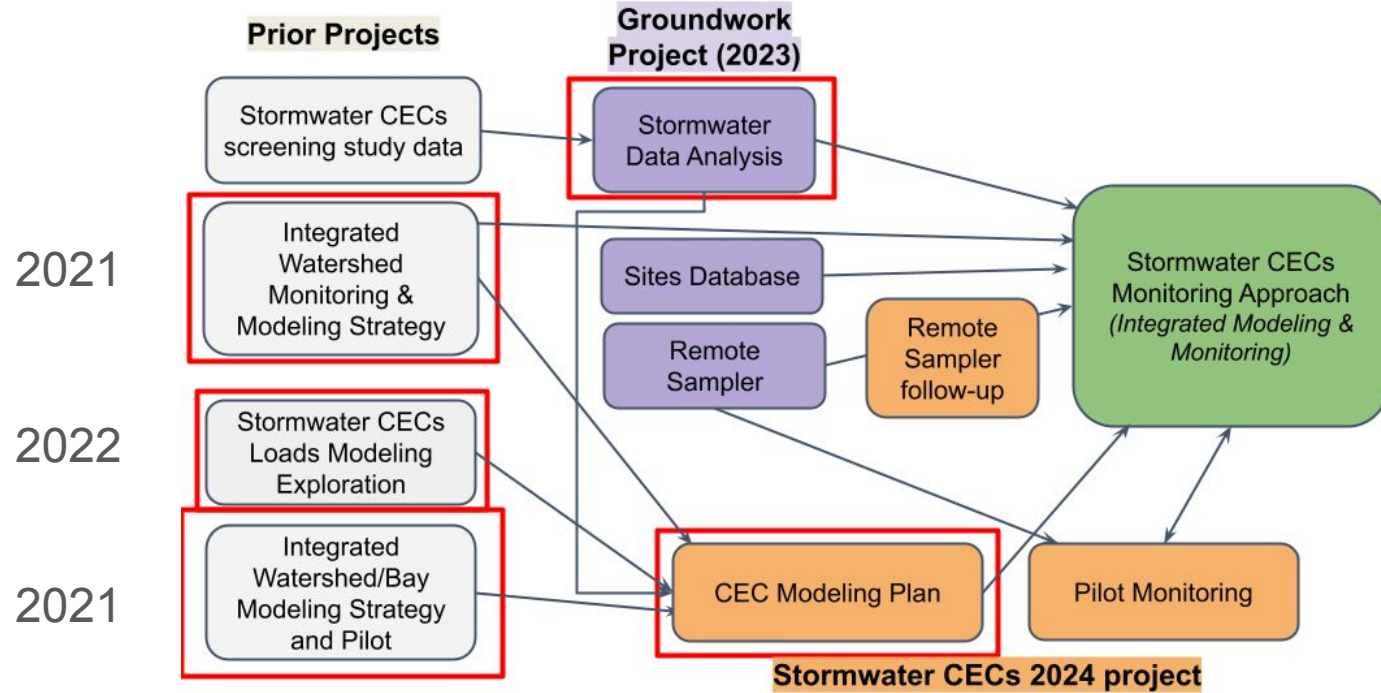 Prior Projects
Groundwork
Project (2023)
Stormwater CECs
screening study data
Stormwater
Data Analysis
2021
Integrated
Watershed
Monitoring &
Modeling Strategy
Sites Database
Remote
Sampler
Remote
Sampler
follow-up
Stormwater CECs
Monitoring Approach
(Integrated Modeling &
Monitoring)
2022
Stormwater CECs
Loads Modeling
Exploration
2021
Integrated
Watershed/Bay
Modeling Strategy
and Pilot
CEC Modeling Plan
Pilot Monitoring
Stormwater CECs 2024 project